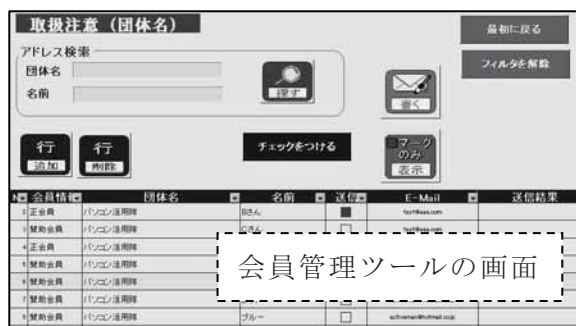 取扱注意（団体名）
最初に戻る
アドレス検索
フィルタを解除
団体名
名前
探す
書く
行
追加
行
削除
チェックをつける
マーク
のみ
表示
会員情報 団体名 名前 送信 E-Mail 送信結果
正会員 パソコン活用隊 Bさん
賛助会員 パソコン活用隊 Cさん
正会員 パソコン活用隊
賛助会員 パソコン活用隊
賛助会員 パソコン活用隊
賛助会員 パソコン活用隊
賛助会員 パソコン活用隊 ブルー
会員管理ツールの画面